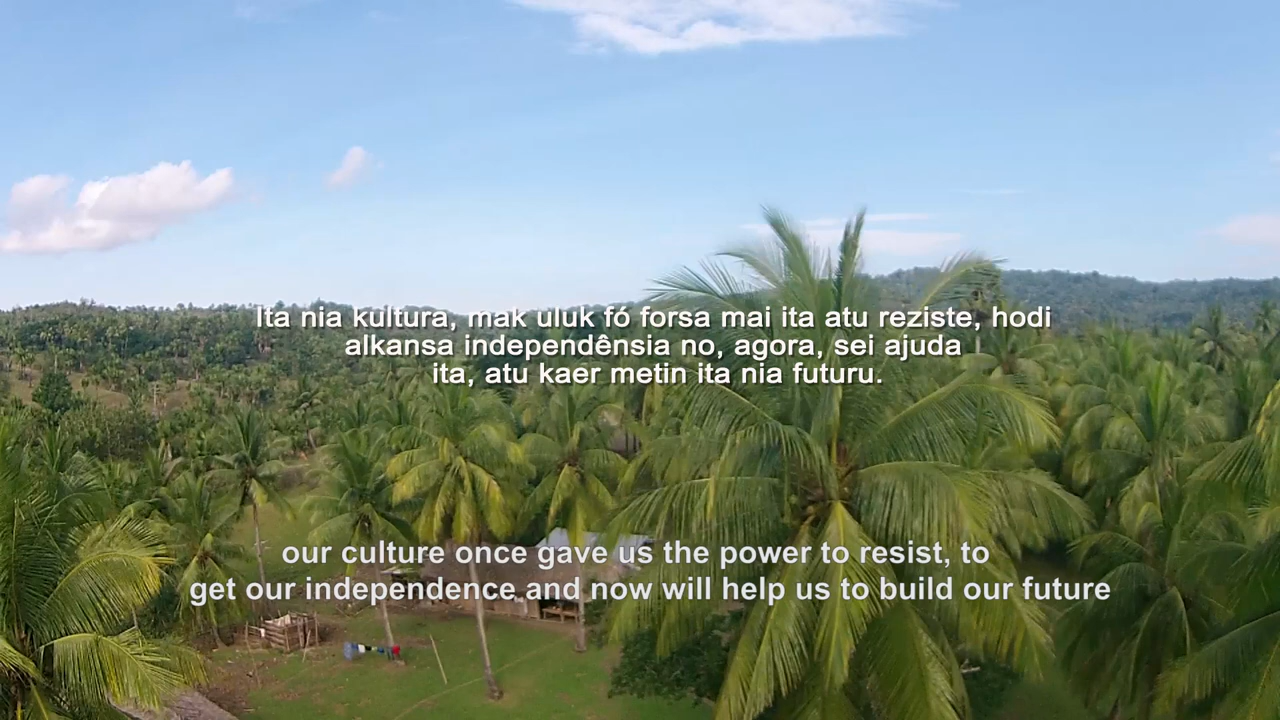 Ita nia kultura, mak uluk fó forsa mai ita atu reziste, hodi
alkansa independênsia no, agora, sei ajuda
ita, atu kaer metin ita nia futuru.
our culture once gave us the power to resist, to
get our independence and now will help us to build our future